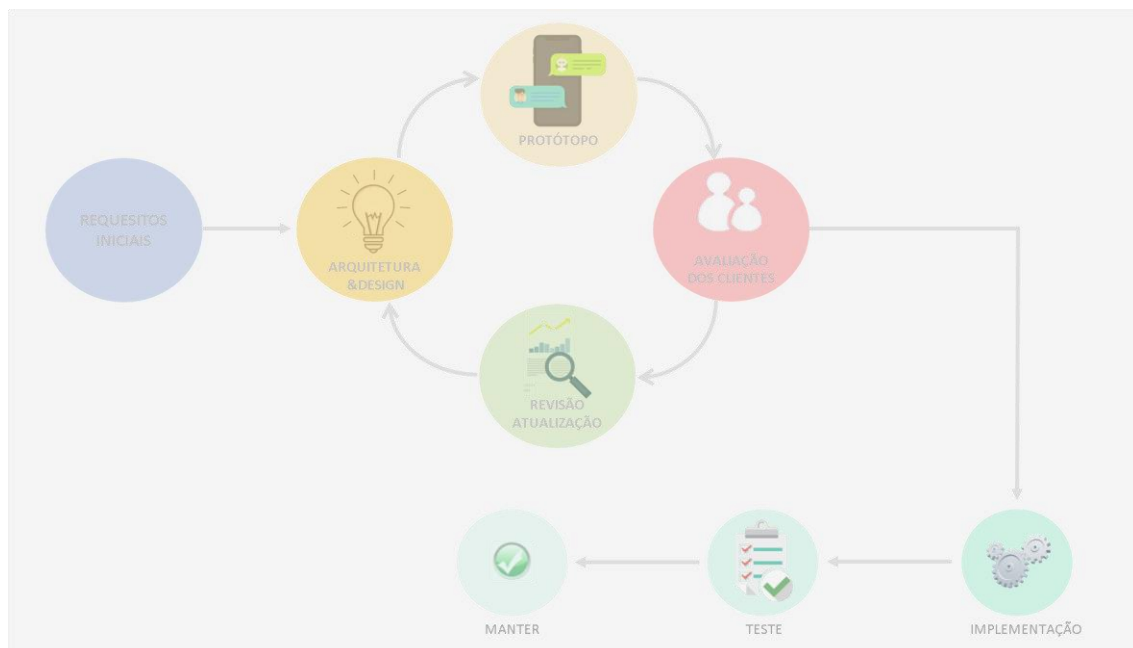 PROTÓTOPO
REQUESITOS
INICIAIS
ARQUITETURA
&DESIGN
AVALIAÇÃO
DOS CLIENTES
REVISÃO
ATUALIZAÇÃO
MANTER
TESTE
IMPLEMENTAÇÃO